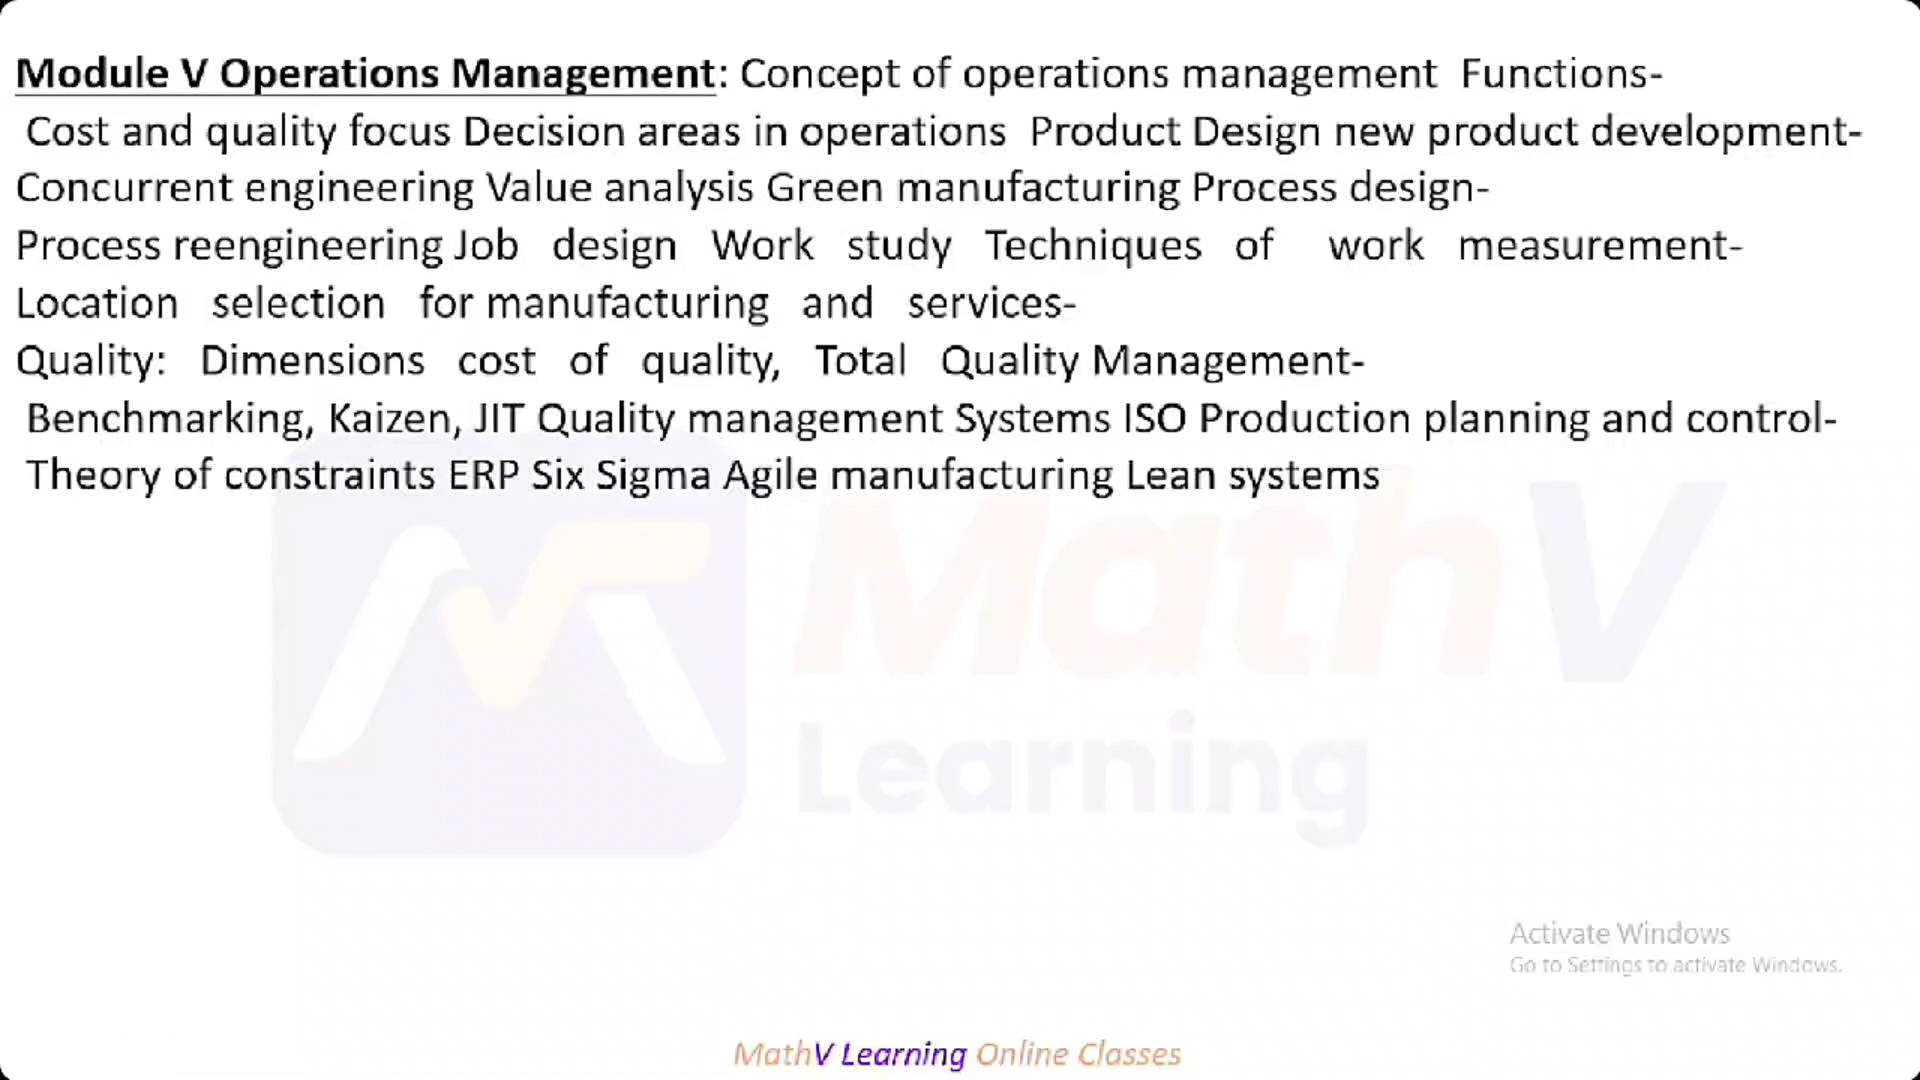 Module V Operations Management: Concept of operations management Functions-
Cost and quality focus Decision areas in operations Product Design new product development-
Concurrent engineering Value analysis Green manufacturing Process design-
Process reengineering Job design Work study Techniques of work measurement-
Location selection for manufacturing and services-
Quality: Dimensions cost of quality, Total Quality Management-
Benchmarking, Kaizen, JIT Quality management Systems ISO Production planning and control-
Theory of constraints ERP Six Sigma Agile manufacturing Lean systems
MathV
Learning
Activate Windows
Go to Settings to activate Windows.
MathV Learning Online Classes